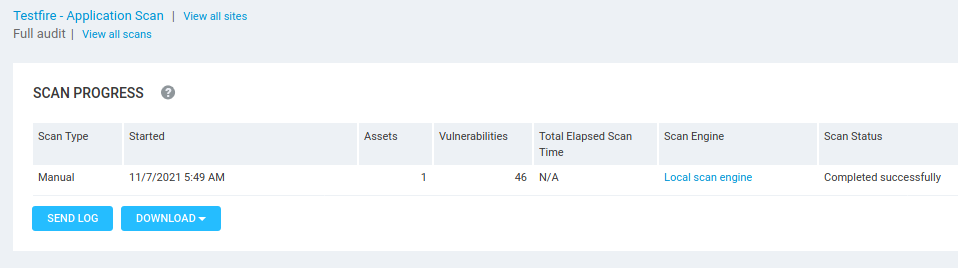 Testfire - Application Scan | View all sites
Full audit | View all scans
SCAN PROGRESS ?
Scan Type Started Assets Vulnerabilities Total Elapsed Scan Time Scan Engine Scan Status
Manual 11/7/2021 5:49 AM 1 46 N/A Local scan engine Completed successfully
SEND LOG DOWNLOAD